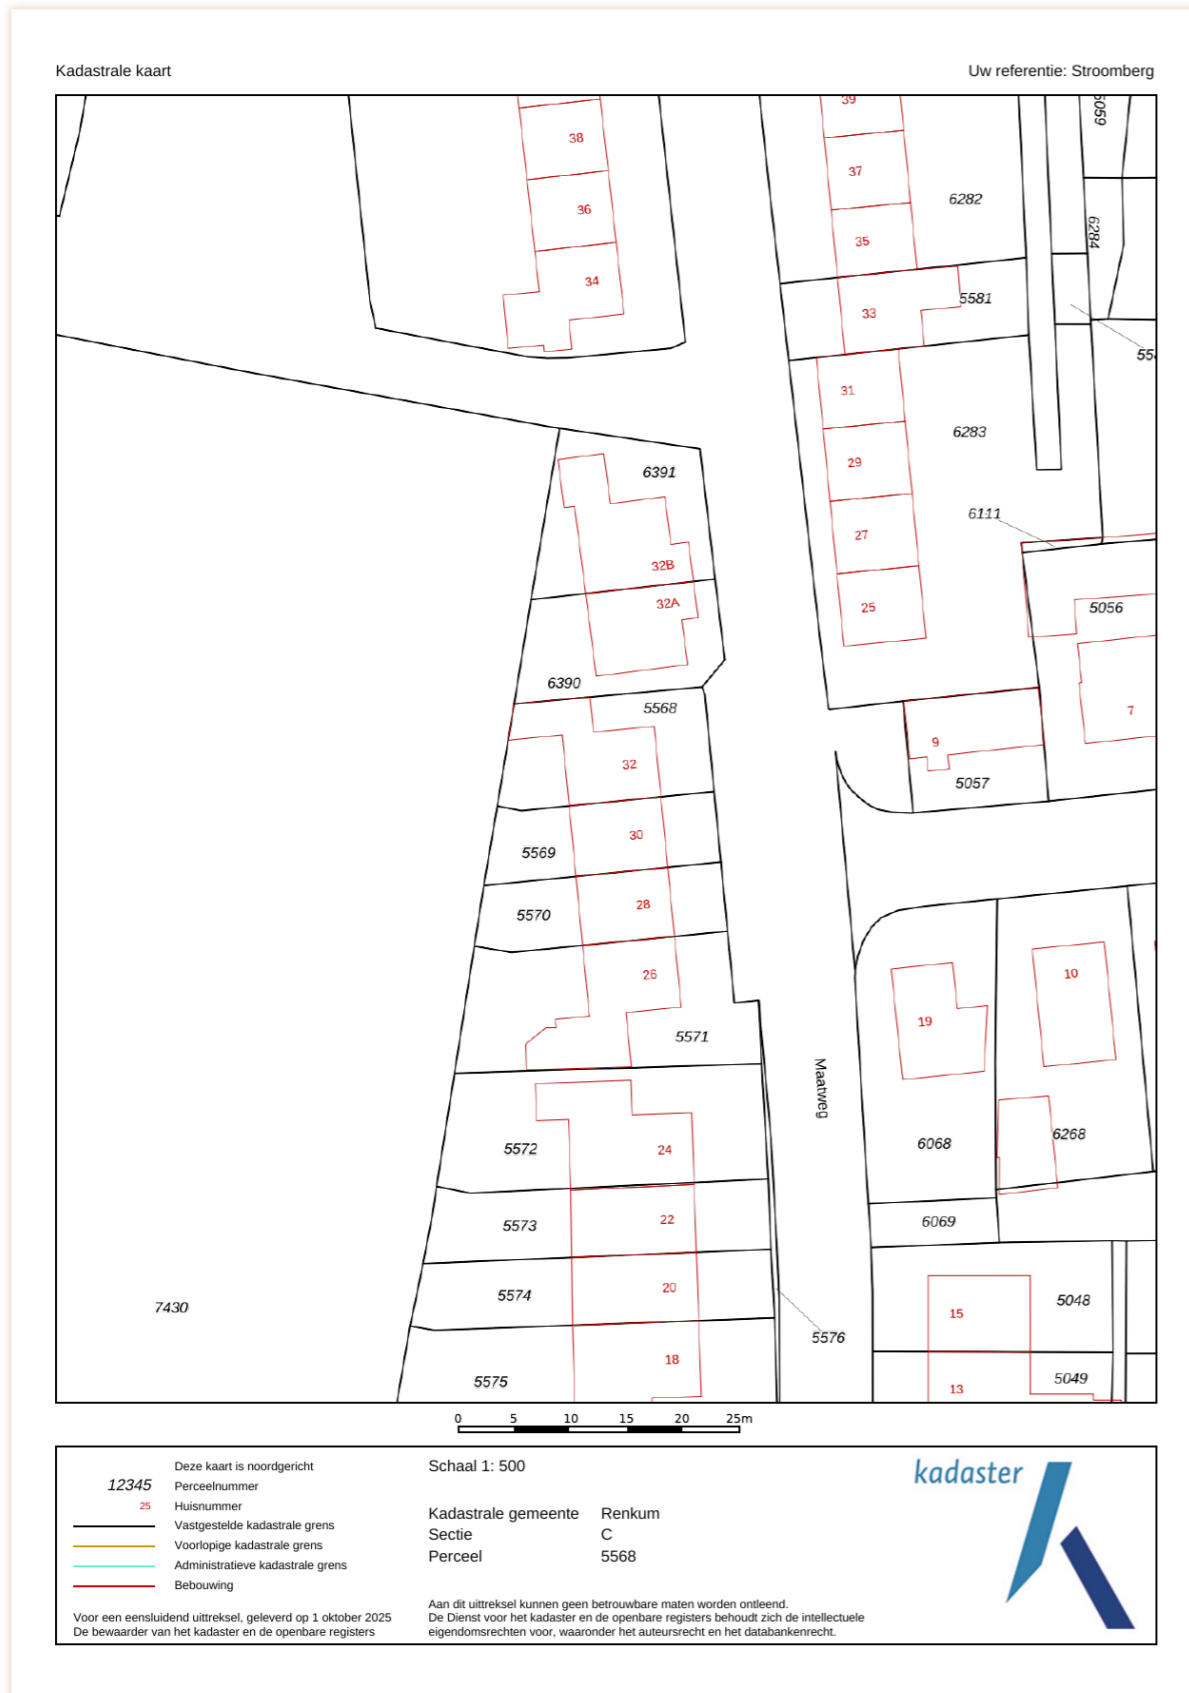 Kadastrale kaart
Uw referentie: Stroomberg
39
5059
38
37
6282
36
6284
35
34
5581
33
31
6283
29
6391
6111
27
32B
32A
25
5056
6390
5568
7
9
32
5057
30
5569
28
5570
26
10
19
5571
Maatweg
5572
24
6068
6268
5573
22
6069
5574
20
5048
7430
15
5576
18
5575
5049
13
0 5 10 15 20 25m
Deze kaart is noordgericht
12345 Perceelnummer
25 Huisnummer
Vastgestelde kadastrale grens
Voorlopige kadastrale grens
Administratieve kadastrale grens
Bebouwing
Voor een eensluidend uittreksel, geleverd op 1 oktober 2025
De bewaarder van het kadaster en de openbare registers
Schaal 1: 500
Kadastrale gemeente Renkum
Sectie C
Perceel 5568
Aan dit uittreksel kunnen geen betrouwbare maten worden ontleend.
De Dienst voor het kadaster en de openbare registers behoudt zich de intellectuele
eigendomsrechten voor, waaronder het auteursrecht en het databankenrecht.
kadaster